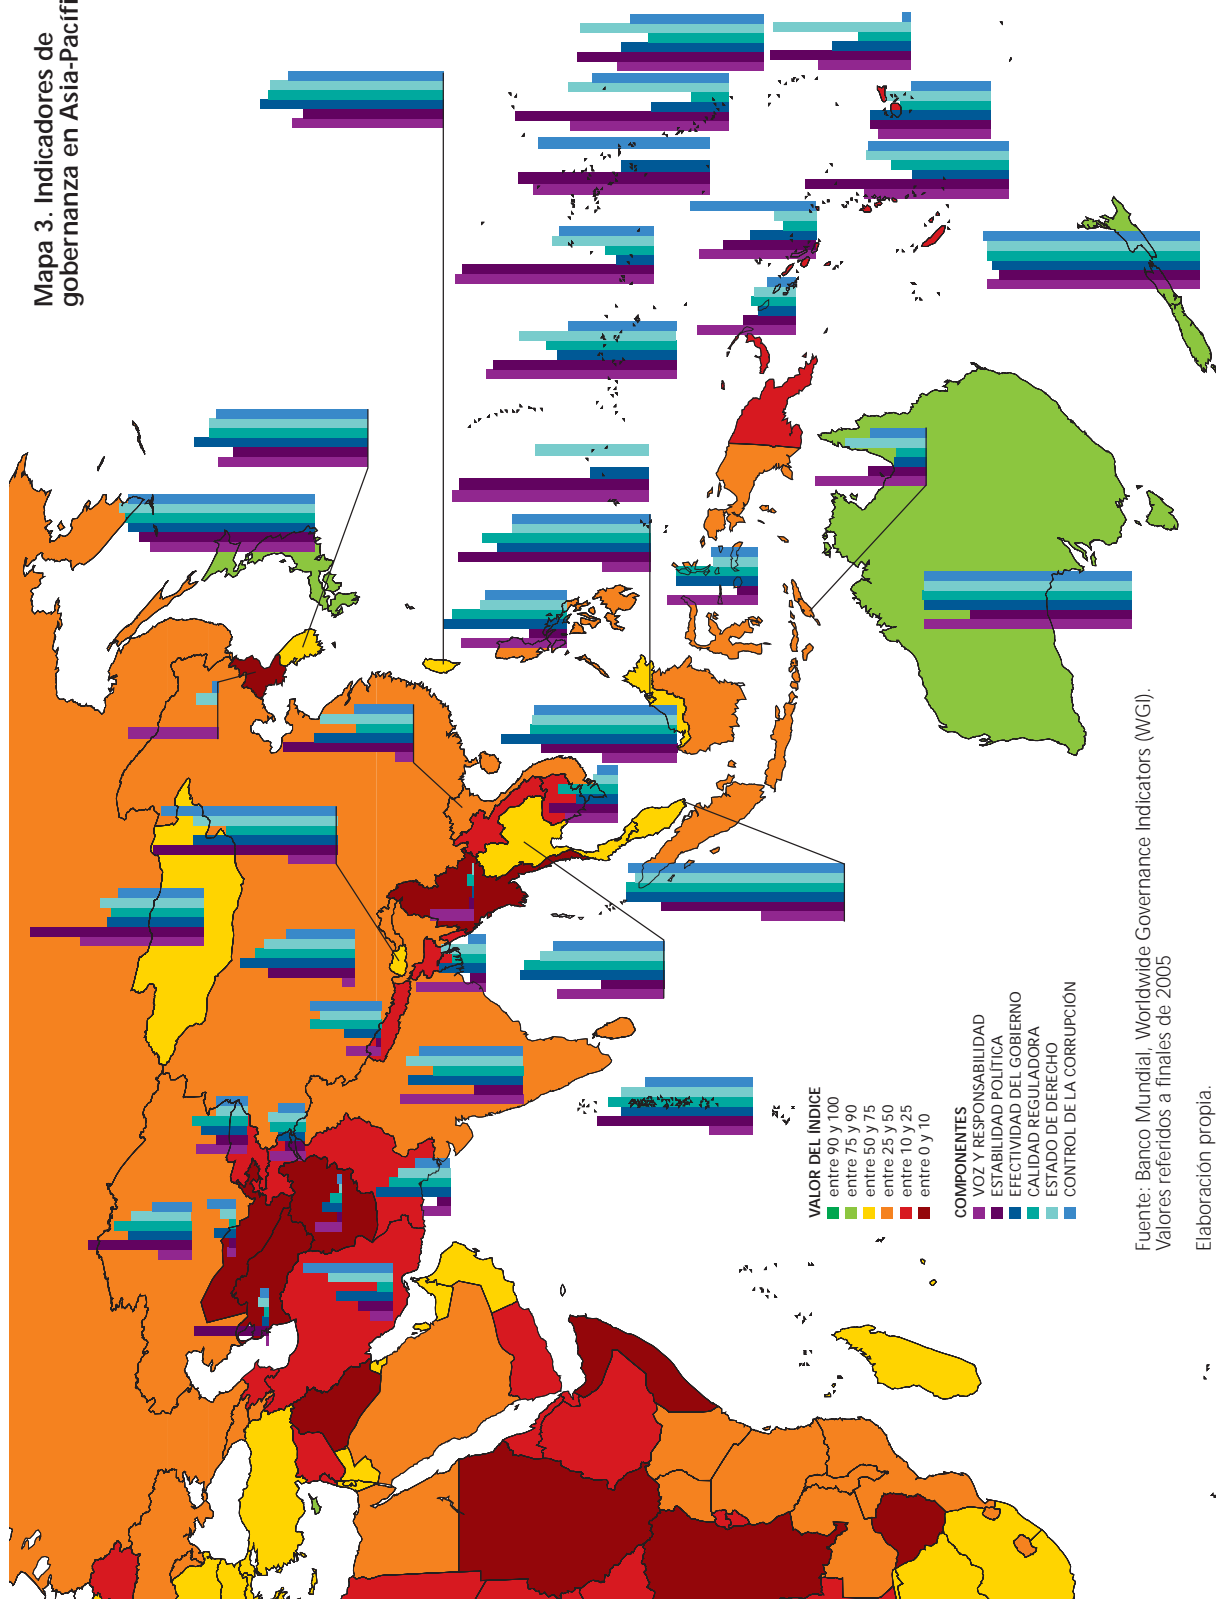 Mapa 3. Indicadores de
gobernanza en Asia-Pacífi
VALOR DEL ÍNDICE
entre 90 y 100
entre 75 y 90
entre 50 y 75
entre 25 y 50
entre 10 y 25
entre 0 y 10
COMPONENTES
VOZ Y RESPONSABILIDAD
ESTABILIDAD POLÍTICA
EFECTIVIDAD DEL GOBIERNO
CALIDAD REGULADORA
ESTADO DE DERECHO
CONTROL DE LA CORRUPCIÓN
Fuente: Banco Mundial, Worldwide Governance Indicators (WGI).
Valores referidos a finales de 2005
Elaboración propia.